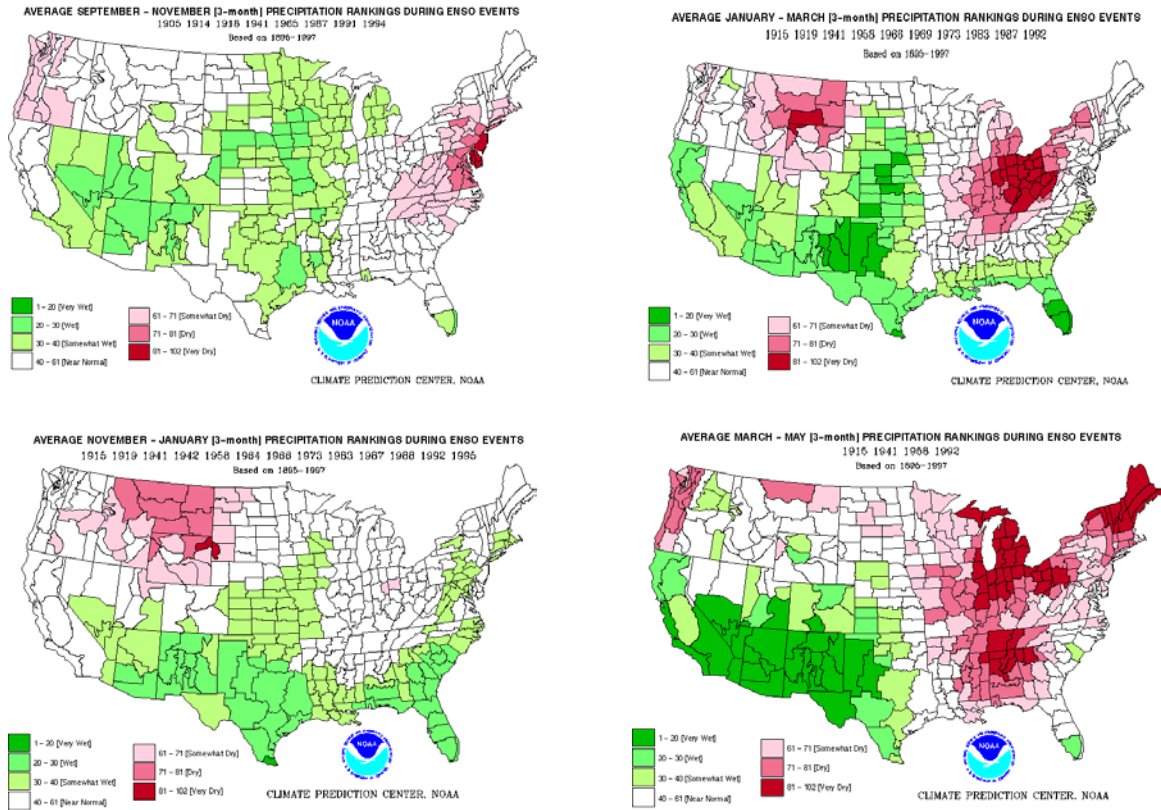 AVERAGE SEPTEMBER - NOVEMBER [3-month] PRECIPITATION RANKINGS DURING ENSO EVENTS
1905 1914 1918 1941 1965 1987 1991 1994
Based on 1895-1997
1 - 20 [Very Wet]
20 - 30 [Wet]
30 - 40 [Somewhat Wet]
40 - 61 [Near Normal]
61 - 71 [Somewhat Dry]
71 - 81 [Dry]
81 - 102 [Very Dry]
NOAA
CLIMATE PREDICTION CENTER, NOAA
AVERAGE JANUARY - MARCH [3-month] PRECIPITATION RANKINGS DURING ENSO EVENTS
1915 1919 1941 1958 1966 1969 1973 1983 1987 1992
Based on 1895-1997
1 - 20 [Very Wet]
20 - 30 [Wet]
30 - 40 [Somewhat Wet]
40 - 61 [Near Normal]
61 - 71 [Somewhat Dry]
71 - 81 [Dry]
81 - 102 [Very Dry]
NOAA
CLIMATE PREDICTION CENTER, NOAA
AVERAGE NOVEMBER - JANUARY [3-month] PRECIPITATION RANKINGS DURING ENSO EVENTS
1915 1919 1941 1942 1958 1964 1966 1973 1983 1987 1988 1992 1995
Based on 1895-1997
1 - 20 [Very Wet]
20 - 30 [Wet]
30 - 40 [Somewhat Wet]
40 - 61 [Near Normal]
61 - 71 [Somewhat Dry]
71 - 81 [Dry]
81 - 102 [Very Dry]
NOAA
CLIMATE PREDICTION CENTER, NOAA
AVERAGE MARCH - MAY [3-month] PRECIPITATION RANKINGS DURING ENSO EVENTS
1915 1941 1958 1992
Based on 1895-1997
1 - 20 [Very Wet]
20 - 30 [Wet]
30 - 40 [Somewhat Wet]
40 - 61 [Near Normal]
61 - 71 [Somewhat Dry]
71 - 81 [Dry]
81 - 102 [Very Dry]
NOAA
CLIMATE PREDICTION CENTER, NOAA